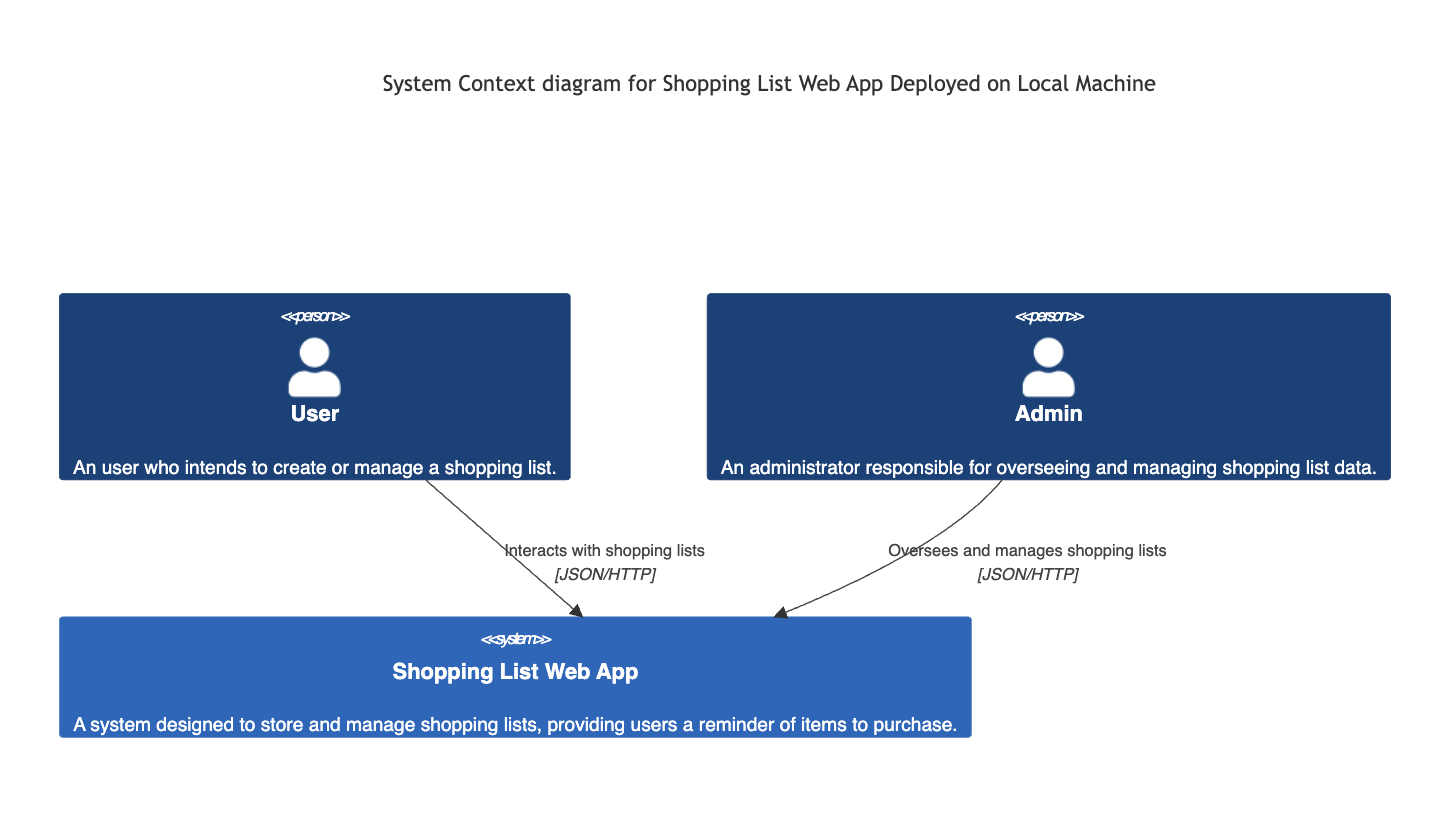 System Context diagram for Shopping List Web App Deployed on Local Machine
<<person>>
User
An user who intends to create or manage a shopping list.
<<person>>
Admin
An administrator responsible for overseeing and managing shopping list data.
Interacts with shopping lists
[JSON/HTTP]
Oversees and manages shopping lists
[JSON/HTTP]
<<system>>
Shopping List Web App
A system designed to store and manage shopping lists, providing users a reminder of items to purchase.